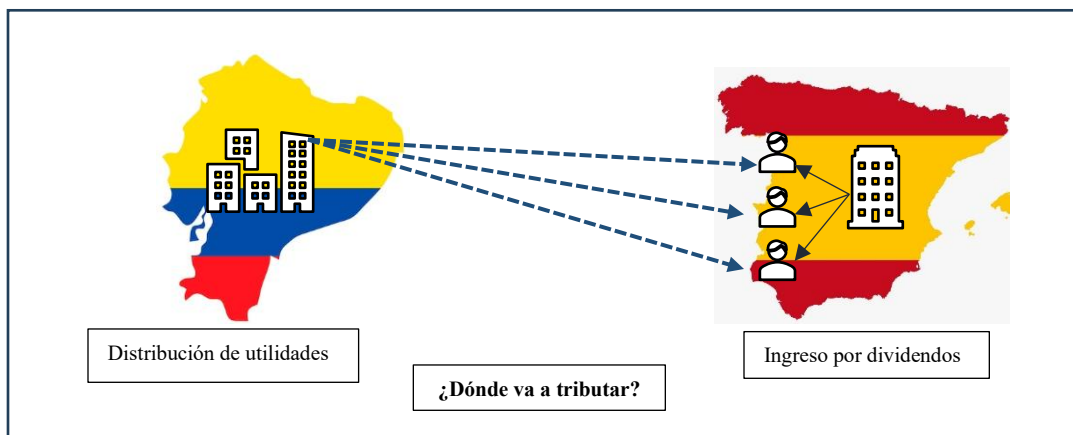 Distribución de utilidades
Ingreso por dividendos
¿Dónde va a tributar?